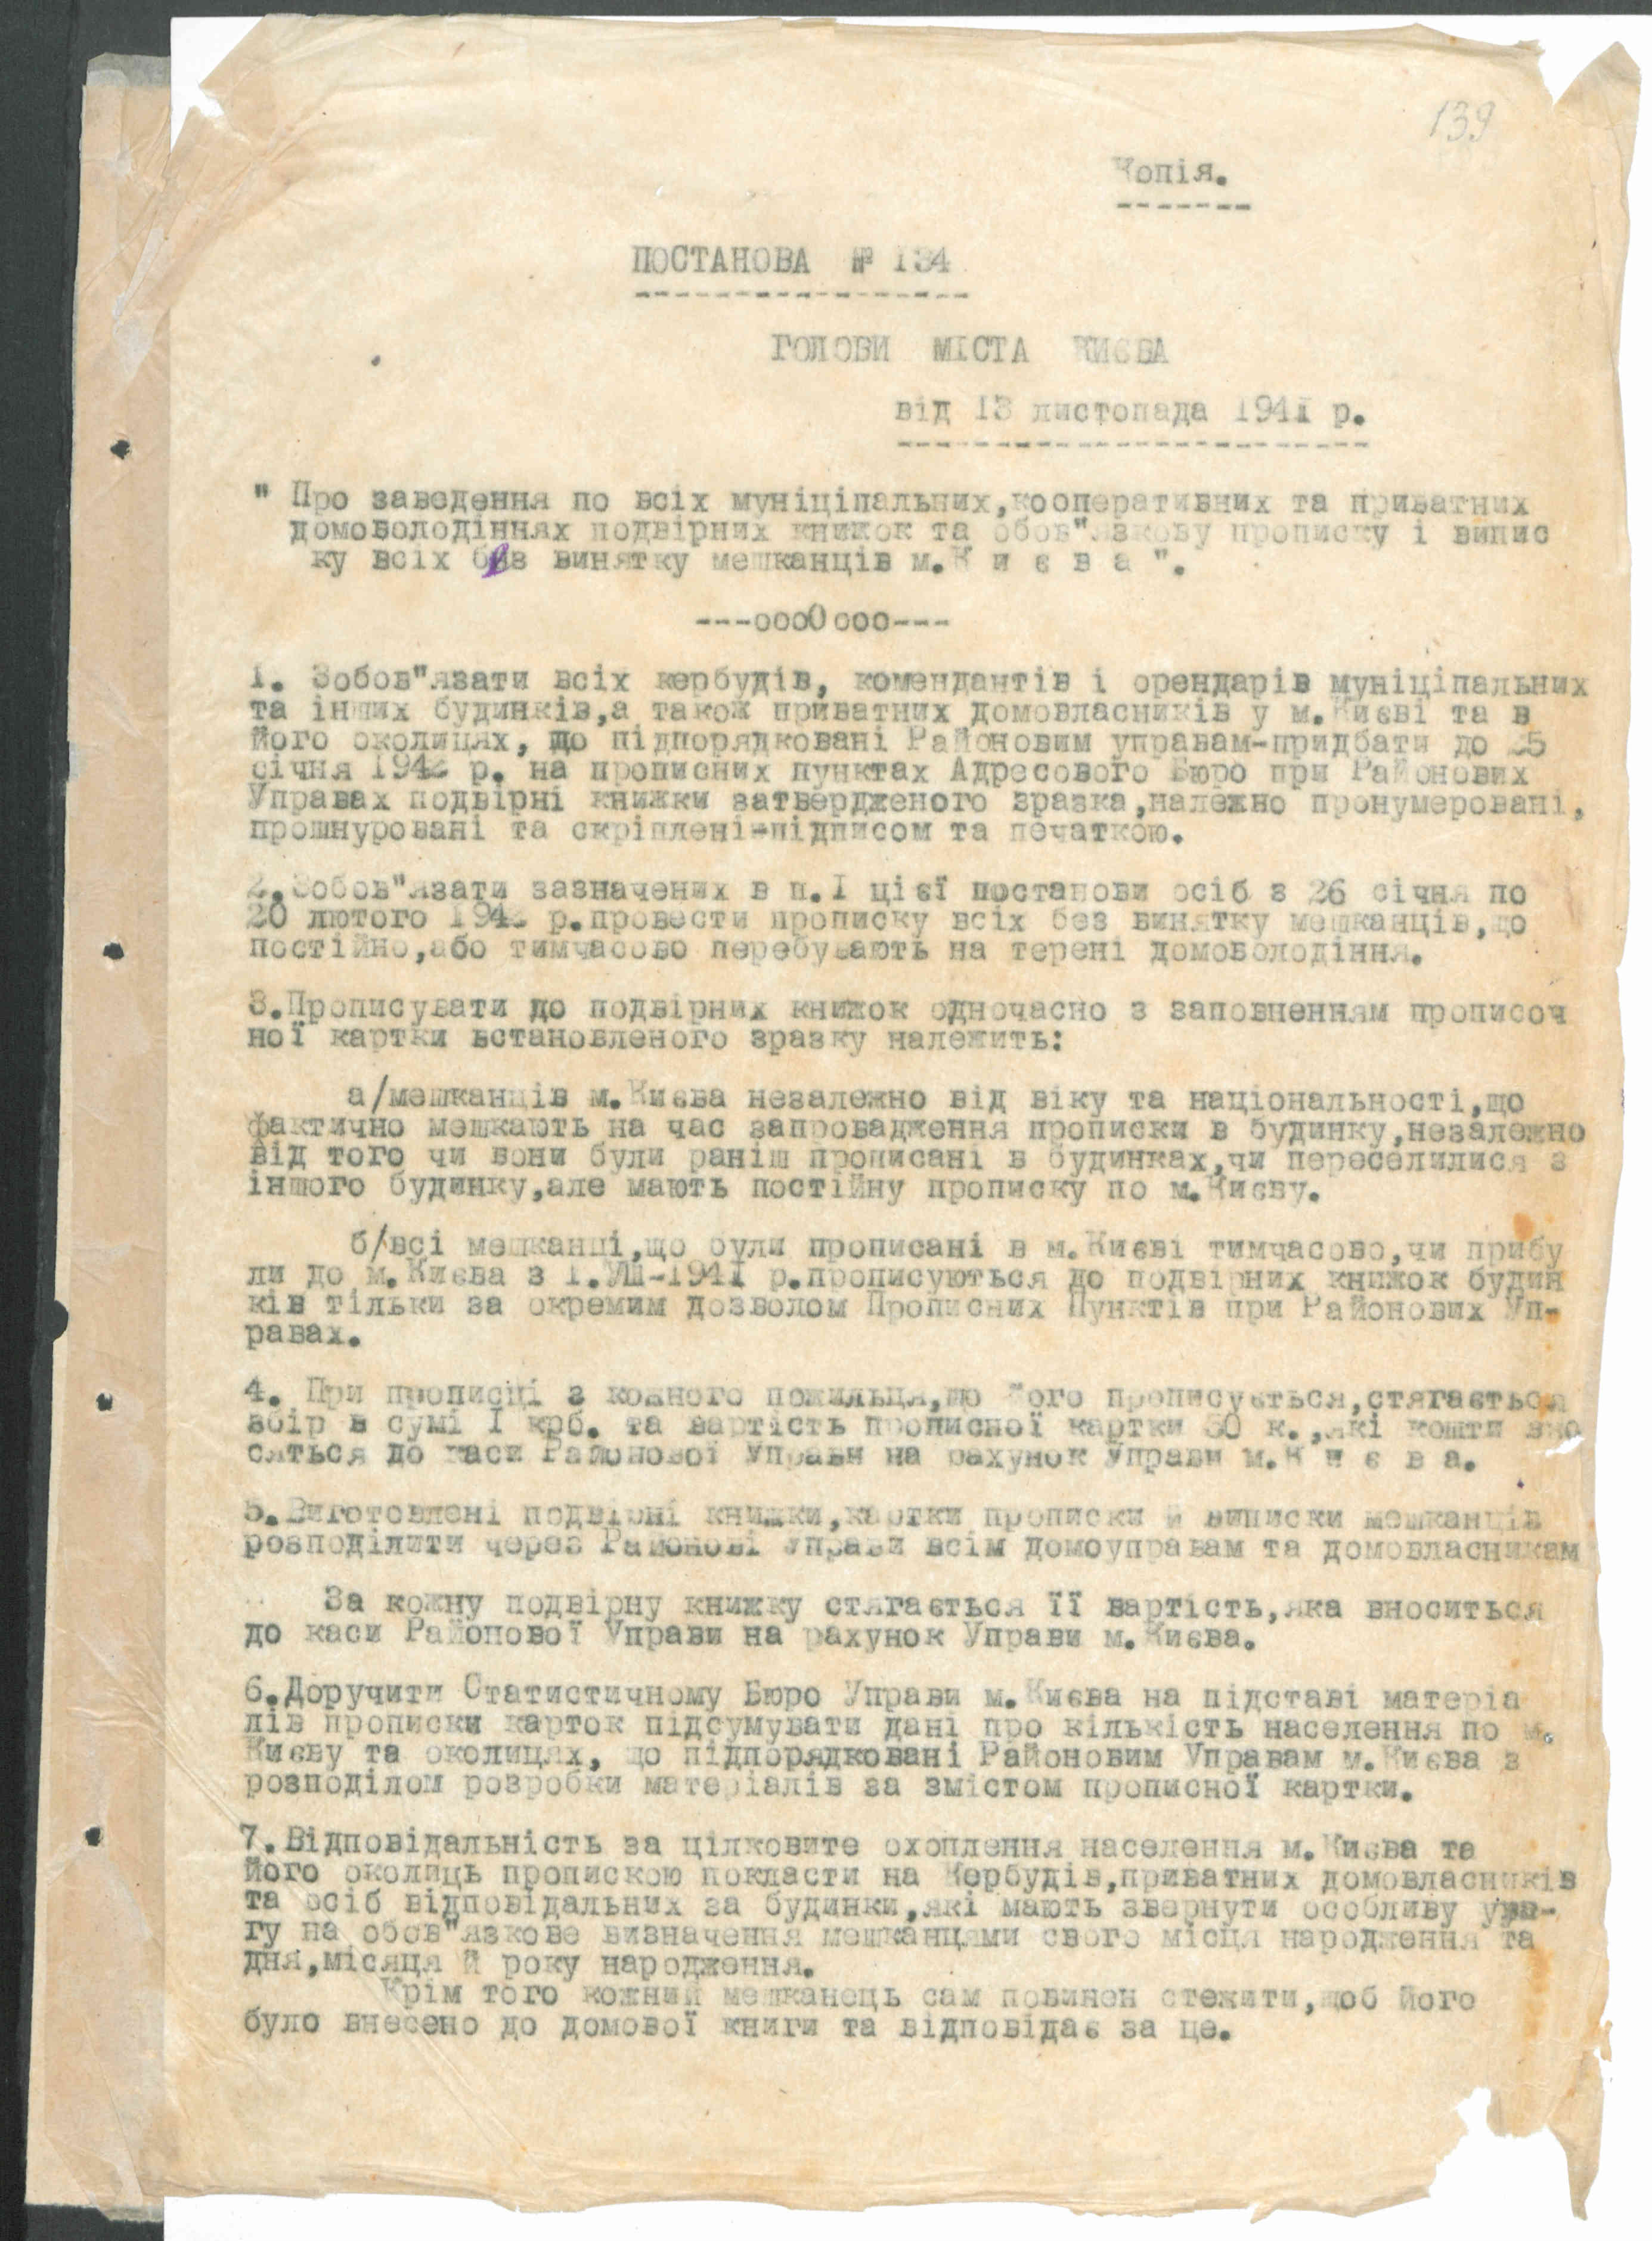 139
Копія.
ПОСТАНОВА № 134
ГОЛОВИ МІСТА КИЄВА
від 13 листопада 1941 р.
" Про заведення по всіх муніціпальних,кооперативних та приватних
домоволодіннях подвірних книжок та обов"язкову прописку і випис
ку всіх без винятку мешканців м.К и є в а ".
---оооОооо---
1. Зобов"язати всіх кербудів, комендантів і орендарів муніціпальних
та інших будинків,а також приватних домовласників у м.Києві та в
його околицях, що підпорядковані Районовим управам-придбати до 25
січня 1942 р. на прописних пунктах Адресового Бюро при Районових
Управах подвірні книжки затвердженого зразка,належно пронумеровані,
прошнуровані та скріплені-підписом та печаткою.
2.Зобов"язати зазначених в п.І цієї постанови осіб з 26 січня по
20 лютого 1942 р.провести прописку всіх без винятку мешканців,що
постійно,або тимчасово перебувають на терені домоволодіння.
3.Прописувати до подвірних книжок одночасно з заповненням прописоч
ної картки встановленого зразку належить:
а/мешканців м.Києва незалежно від віку та національності,що
фактично мешкають на час запровадження прописки в будинку,незалежно
від того чи вони були раніш прописані в будинках,чи переселилися з
іншого будинку,але мають постійну прописку по м.Києву.
б/всі мешканці,що були прописані в м.Києві тимчасово,чи прибу
ли до м.Києва з І.УІІІ-1941 р.прописуються до подвірних книжок будин
ків тільки за окремим дозволом Прописних Пунктів при Районових Уп-
равах.
4. При прописці з кожного пожильця,що його прописується,стягається
збір в сумі І крб. та вартість прописної картки 50 к.,які кошти вно
сяться до каси Районової Управи на рахунок Управи м.К и є в а.
5.Виготовлені подвірні книжки,картки прописки й виписки мешканців
розподілити через Районові Управи всім домоуправам та домовласникам
За кожну подвірну книжку стягається її вартість,яка вноситься
до каси Районової Управи на рахунок Управи м.Києва.
6.Доручити Статистичному Бюро Управи м.Києва на підставі матеріа
лів прописки карток підсумувати дані про кількість населення по м.
Києву та околицях, що підпорядковані Районовим Управам м.Києва з
розподілом розробки матеріалів за змістом прописної картки.
7.Відповідальність за цілковите охоплення населення м.Києва та
його околиць пропискою покласти на Кербудів,приватних домовласників
та осіб відповідальних за будинки,які мають звернути особливу ува-
гу на обов"язкове визначення мешканцями свого місця народження та
дня,місяця й року народження.
Крім того кожний мешканець сам повинен стежити,щоб його
було внесено до домової книги та відповідає за це.